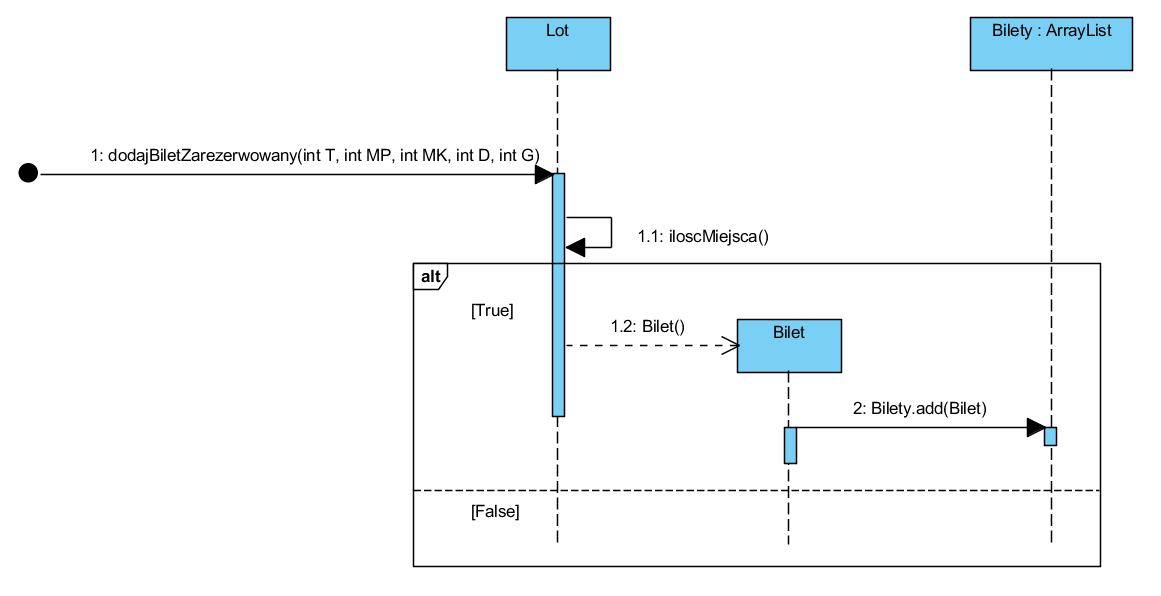 Lot
Bilety : ArrayList
1: dodajBiletZarezerwowany(int T, int MP, int MK, int D, int G)
1.1: iloscMiejsca()
alt
[True]
1.2: Bilet()
Bilet
2: Bilety.add(Bilet)
[False]